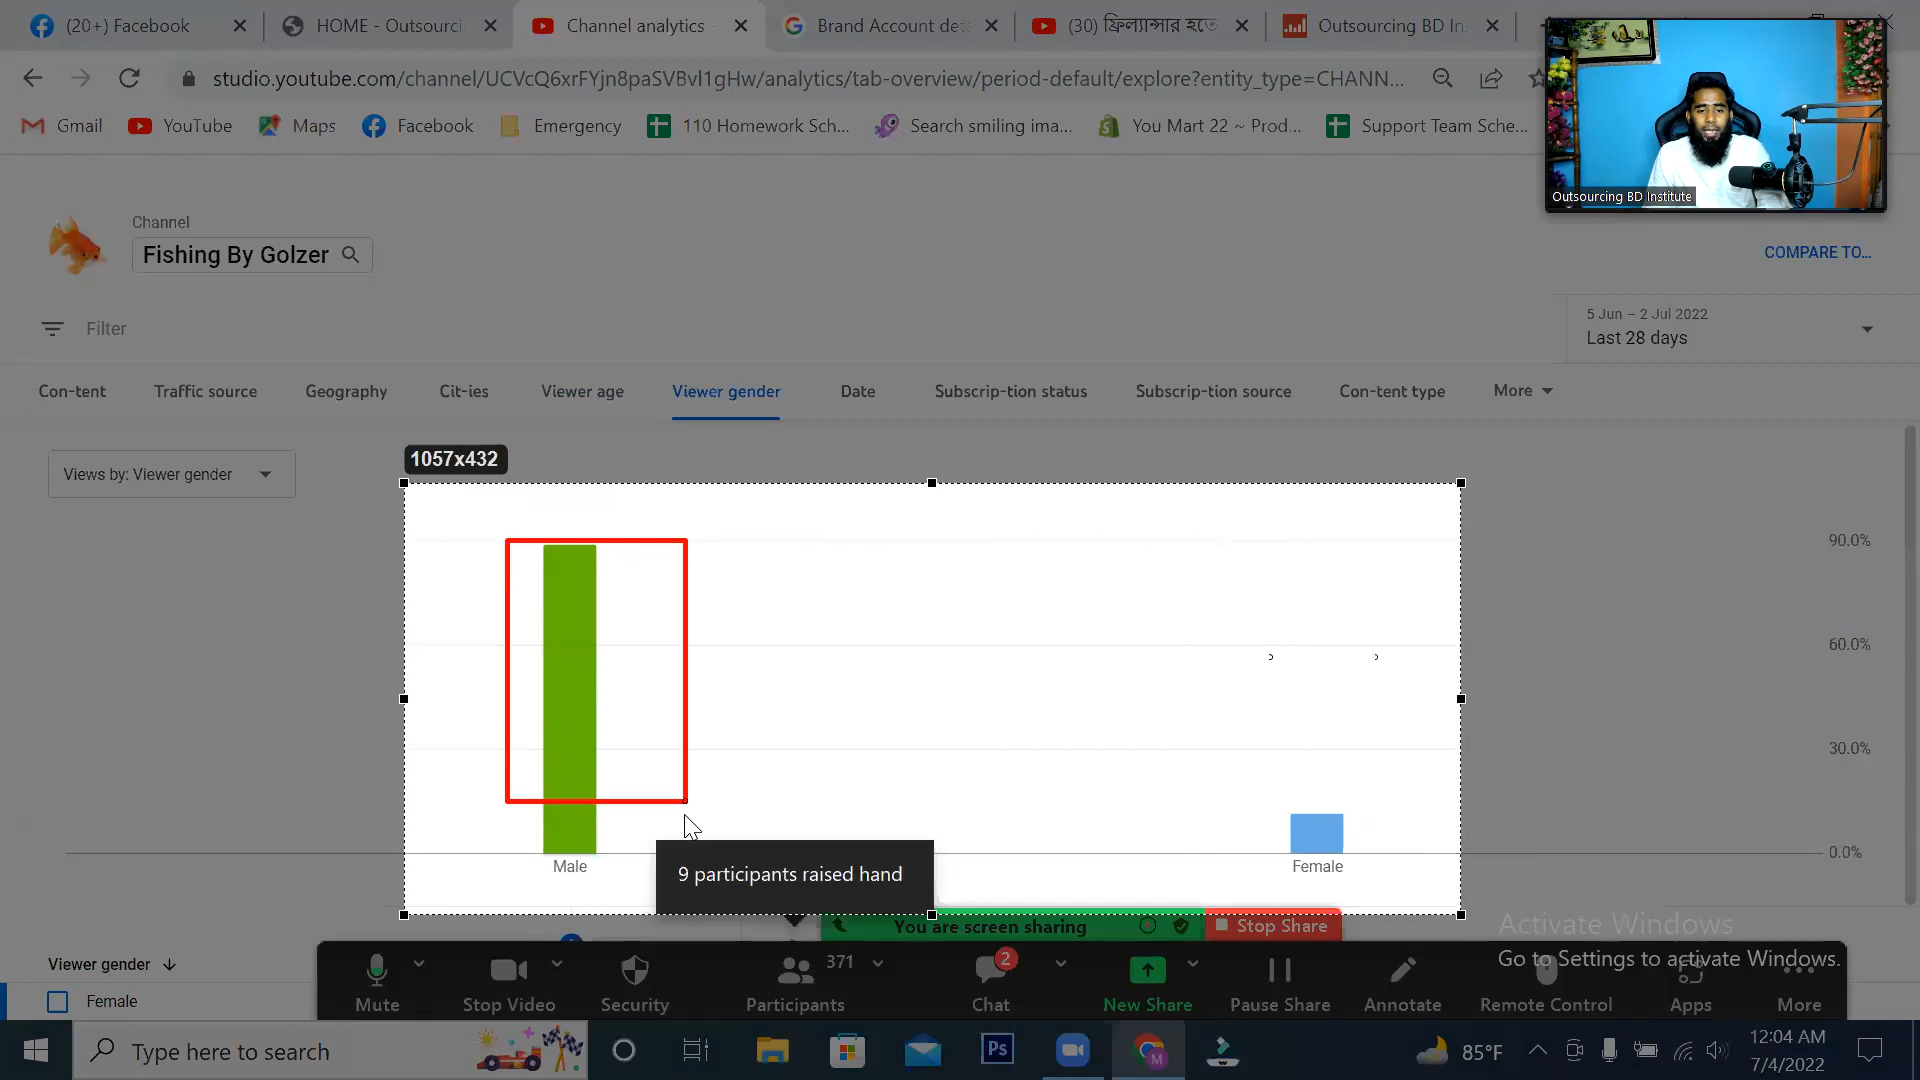 (20+) Facebook
HOME - Outsourci
Channel analytics -
Brand Account deta
(30) ফ্রিল্যান্সার হতে
Outsourcing BD Ins
studio.youtube.com/channel/UCVcQ6xrFYjn8paSVBvl1gHw/analytics/tab-overview/period-default/explore?entity_type=CHANN...
Gmail
YouTube
Maps
Facebook
Emergency
110 Homework Sch...
Search smiling ima...
You Mart 22 ~ Prod...
Support Team Sche...
Outsourcing BD Institute
Channel
Fishing By Golzer
COMPARE TO...
Filter
5 Jun – 2 Jul 2022
Last 28 days
Con-tent
Traffic source
Geography
Cit-ies
Viewer age
Viewer gender
Date
Subscrip-tion status
Subscrip-tion source
Con-tent type
More
1057x432
Views by: Viewer gender
90.0%
60.0%
30.0%
0.0%
Male
Female
9 participants raised hand
You are screen sharing
Stop Share
Activate Windows
Go to Settings to activate Windows.
Viewer gender
Female
371
2
Mute
Stop Video
Security
Participants
Chat
New Share
Pause Share
Annotate
Remote Control
Apps
More
Type here to search
Ps
M
85°F
12:04 AM
7/4/2022